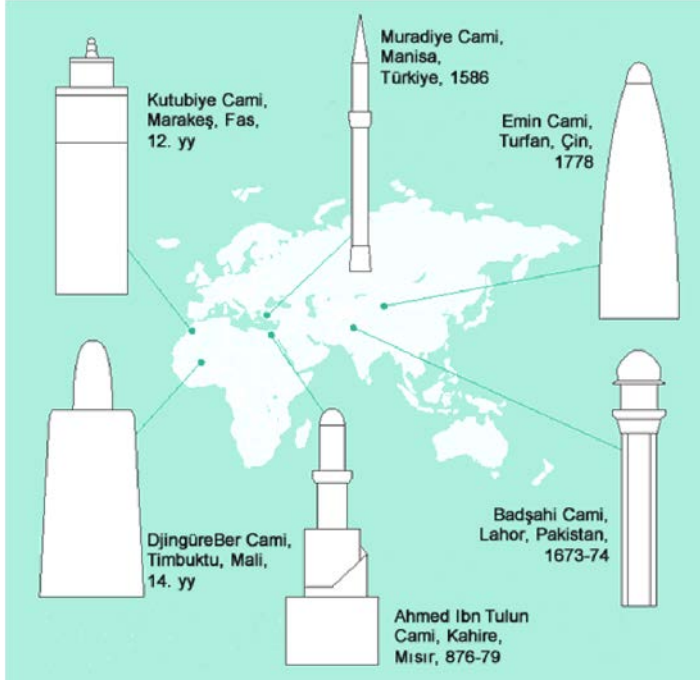 Kutubiye Cami,
Marakeş, Fas,
12. yy
Muradiye Cami,
Manisa,
Türkiye, 1586
Emin Cami,
Turfan, Çin,
1778
DjingüreBer Cami,
Timbuktu, Mali,
14. yy
Ahmed Ibn Tulun
Cami, Kahire,
Mısır, 876-79
Badşahi Cami,
Lahor, Pakistan,
1673-74